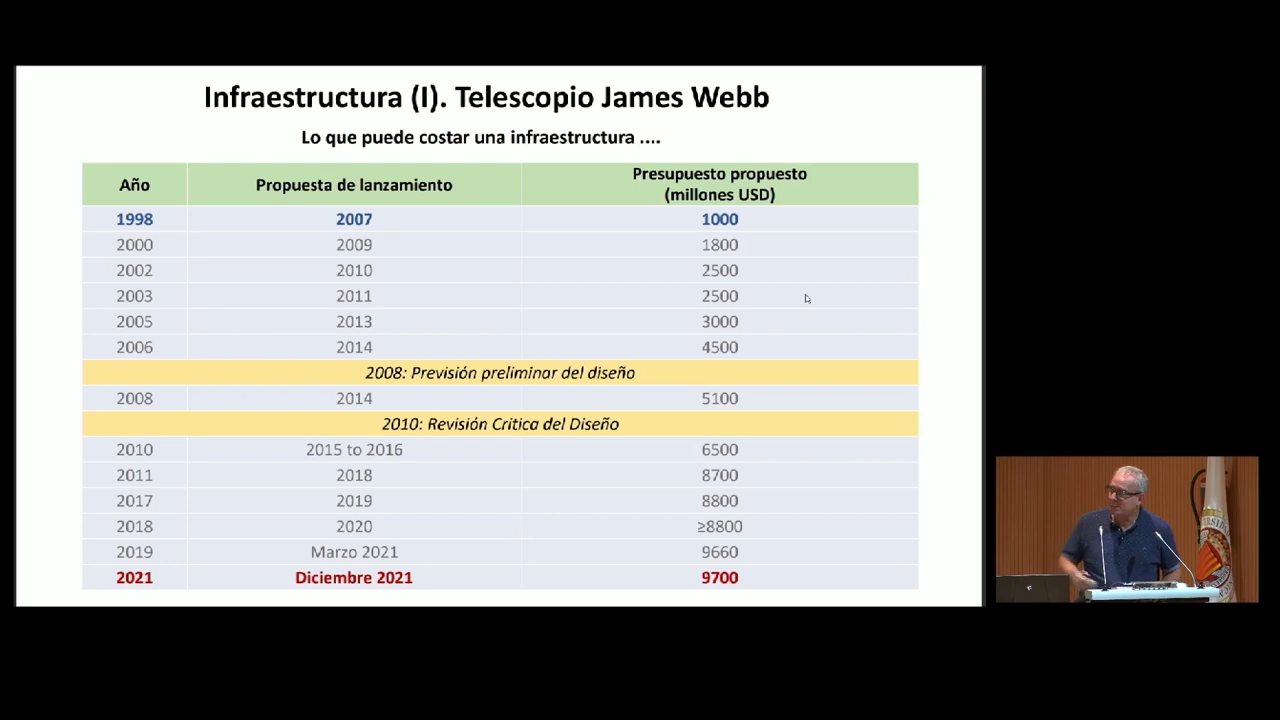 Infraestructura (I). Telescopio James Webb
Lo que puede costar una infraestructura ....
Año Propuesta de lanzamiento Presupuesto propuesto (millones USD)
1998 2007 1000
2000 2009 1800
2002 2010 2500
2003 2011 2500
2005 2013 3000
2006 2014 4500
2008: Previsión preliminar del diseño
2008 2014 5100
2010: Revisión Critica del Diseño
2010 2015 to 2016 6500
2011 2018 8700
2017 2019 8800
2018 2020 ≥8800
2019 Marzo 2021 9660
2021 Diciembre 2021 9700